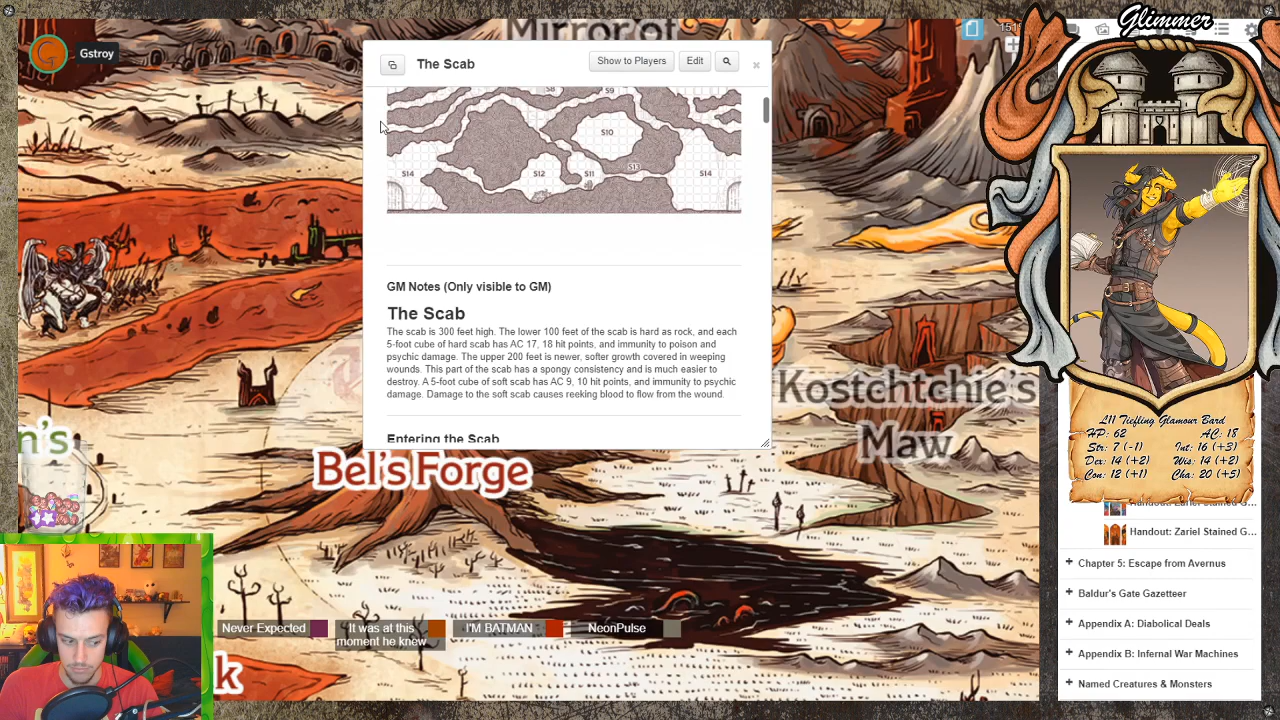 Mirror of
Glimmer
Gstroy
The Scab
Show to Players
Edit
S8
S9
S10
S13
S14
S12
S11
S14
GM Notes (Only visible to GM)
The Scab
The scab is 300 feet high. The lower 100 feet of the scab is hard as rock, and each
5-foot cube of hard scab has AC 17, 18 hit points, and immunity to poison and
psychic damage. The upper 200 feet is newer, softer growth covered in weeping
wounds. This part of the scab has a spongy consistency and is much easier to
destroy. A 5-foot cube of soft scab has AC 9, 10 hit points, and immunity to psychic
damage. Damage to the soft scab causes reeking blood to flow from the wound.
Entering the Scab
Kostchtchie's
Maw
n's
Bel's Forge
k
Never Expected
It was at this
moment he knew
I'M BATMAN
NeonPulse
211 Tiefling Glamour Bard
HP: 62 AC: 18
Str: 7 (-1) Int: 16 (+3)
Dex: 14 (+2) Wis: 14 (+2)
Con: 12 (+1) Cha: 20 (+5)
Handout: Zariel Stained G...
Chapter 5: Escape from Avernus
Baldur's Gate Gazetteer
Appendix A: Diabolical Deals
Appendix B: Infernal War Machines
Named Creatures & Monsters